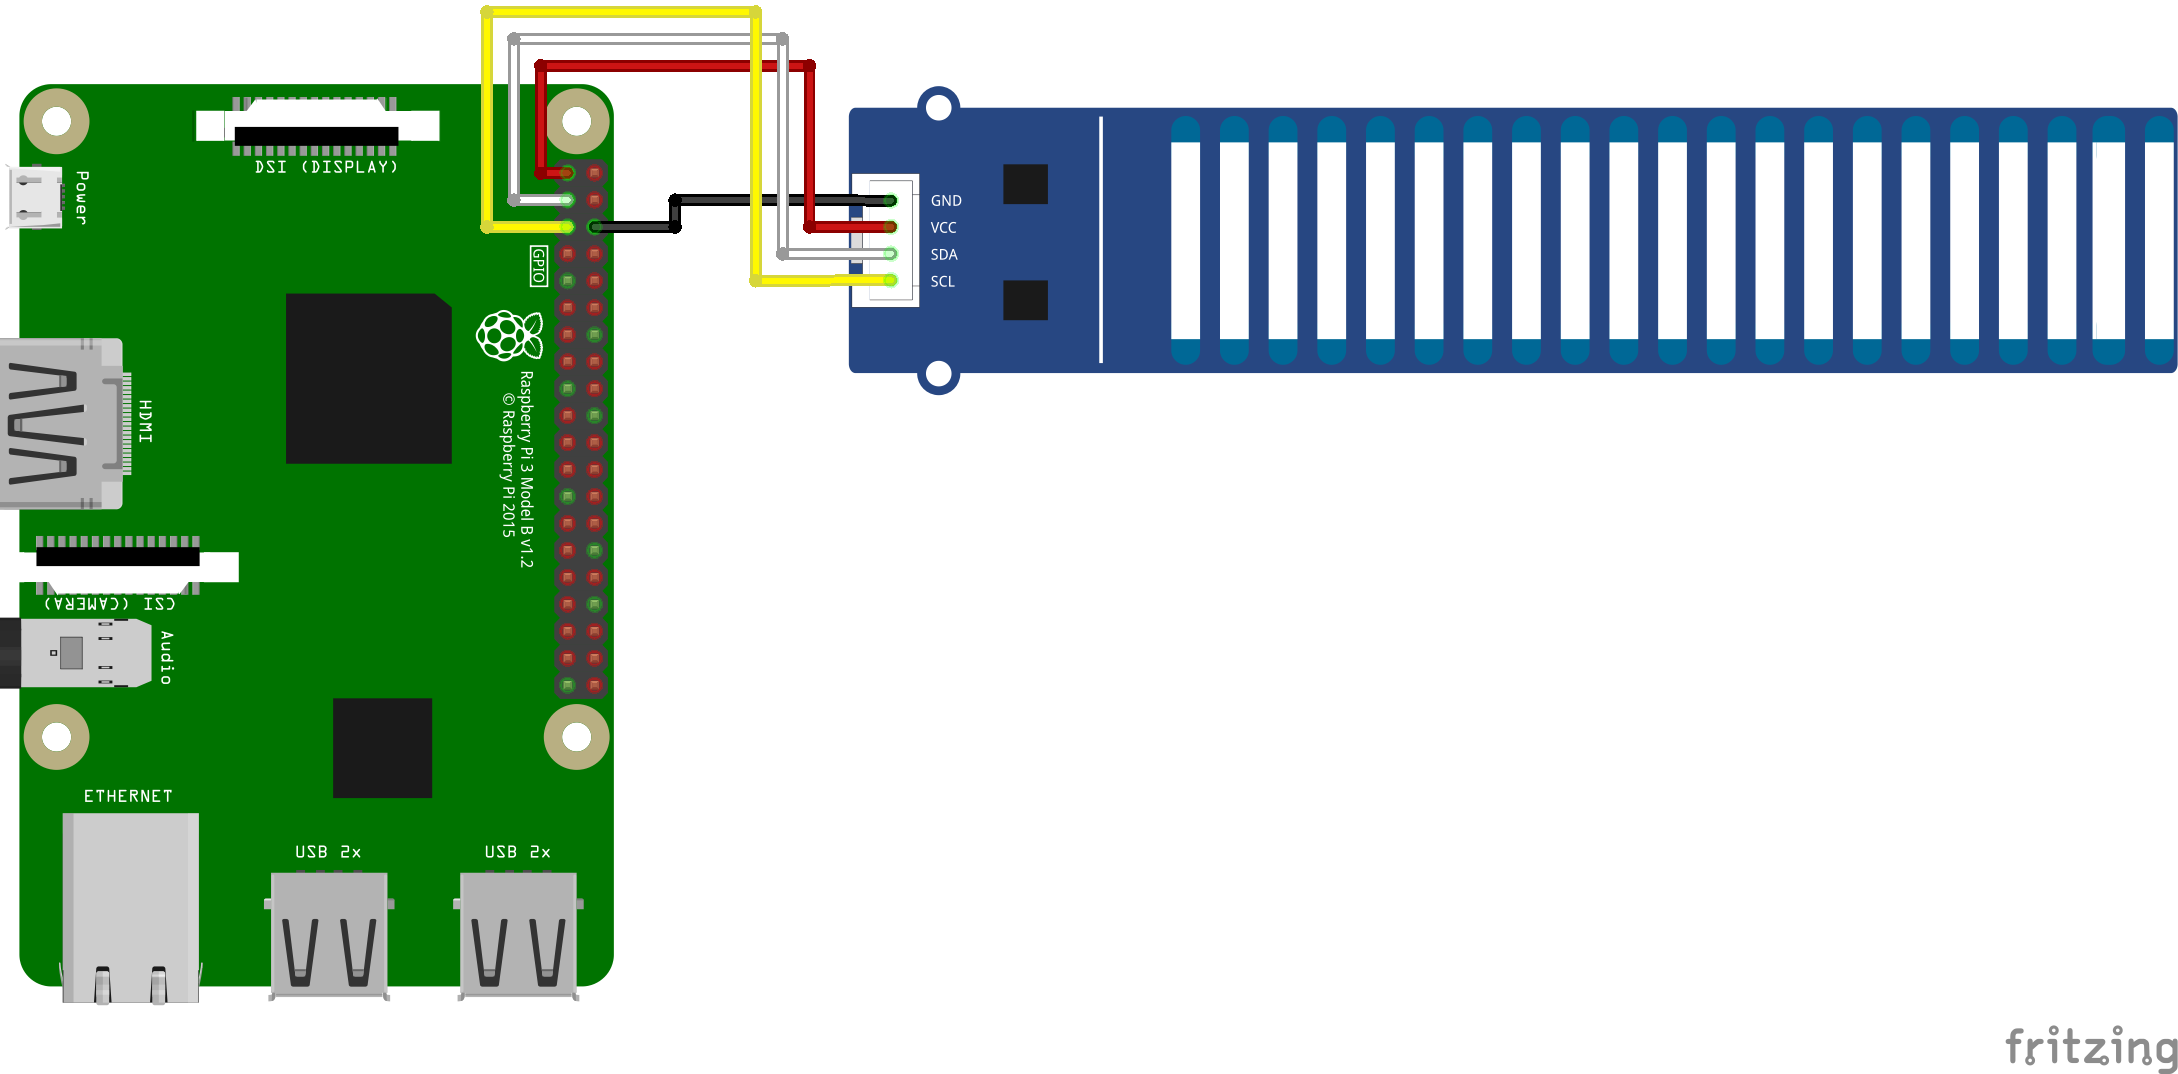 DSI (DISPLAY)
Power
GND
VCC
SDA
SCL
GPIO
Raspberry Pi 3 Model B v1.2
© Raspberry Pi 2015
HDMI
CSI (CAMERA)
Audio
ETHERNET
USB 2x
USB 2x
fritzing